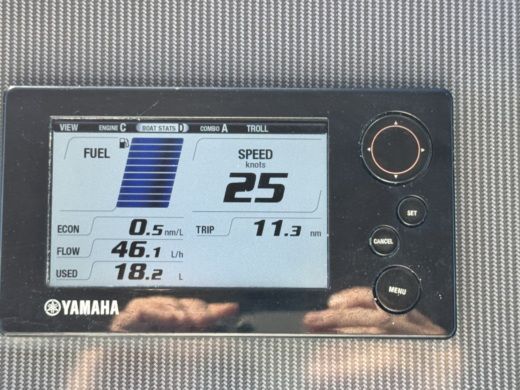 VIEW ENGINE C BOAT STATS D COMBO A TROLL
FUEL
SPEED
knots
25
ECON 0.5 nm/L
TRIP 11.3 nm
FLOW 46.1 L/h
USED 18.2 L
SET
CANCEL
MENU
YAMAHA